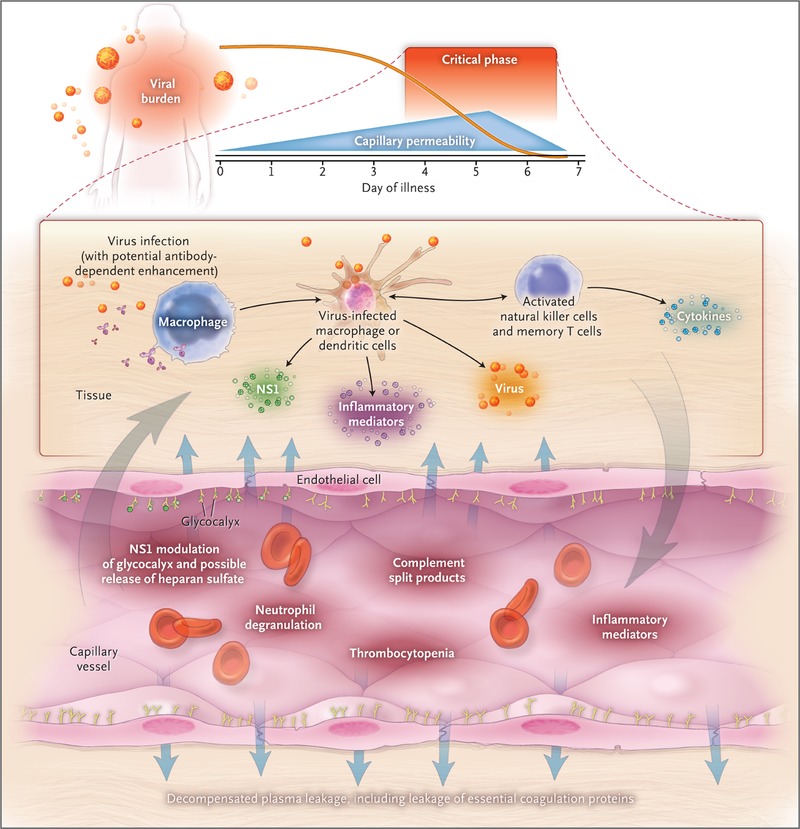 Viral
burden
Critical phase
Capillary permeability
0 1 2 3 4 5 6 7
Day of illness
Virus infection
(with potential antibody-
dependent enhancement)
Macrophage
Virus-infected
macrophage or
dendritic cells
Activated
natural killer cells
and memory T cells
Cytokines
NS1
Inflammatory
mediators
Virus
Tissue
Endothelial cell
Glycocalyx
NS1 modulation
of glycocalyx and possible
release of heparan sulfate
Complement
split products
Neutrophil
degranulation
Inflammatory
mediators
Thrombocytopenia
Capillary
vessel
Decompensated plasma leakage, including leakage of essential coagulation proteins